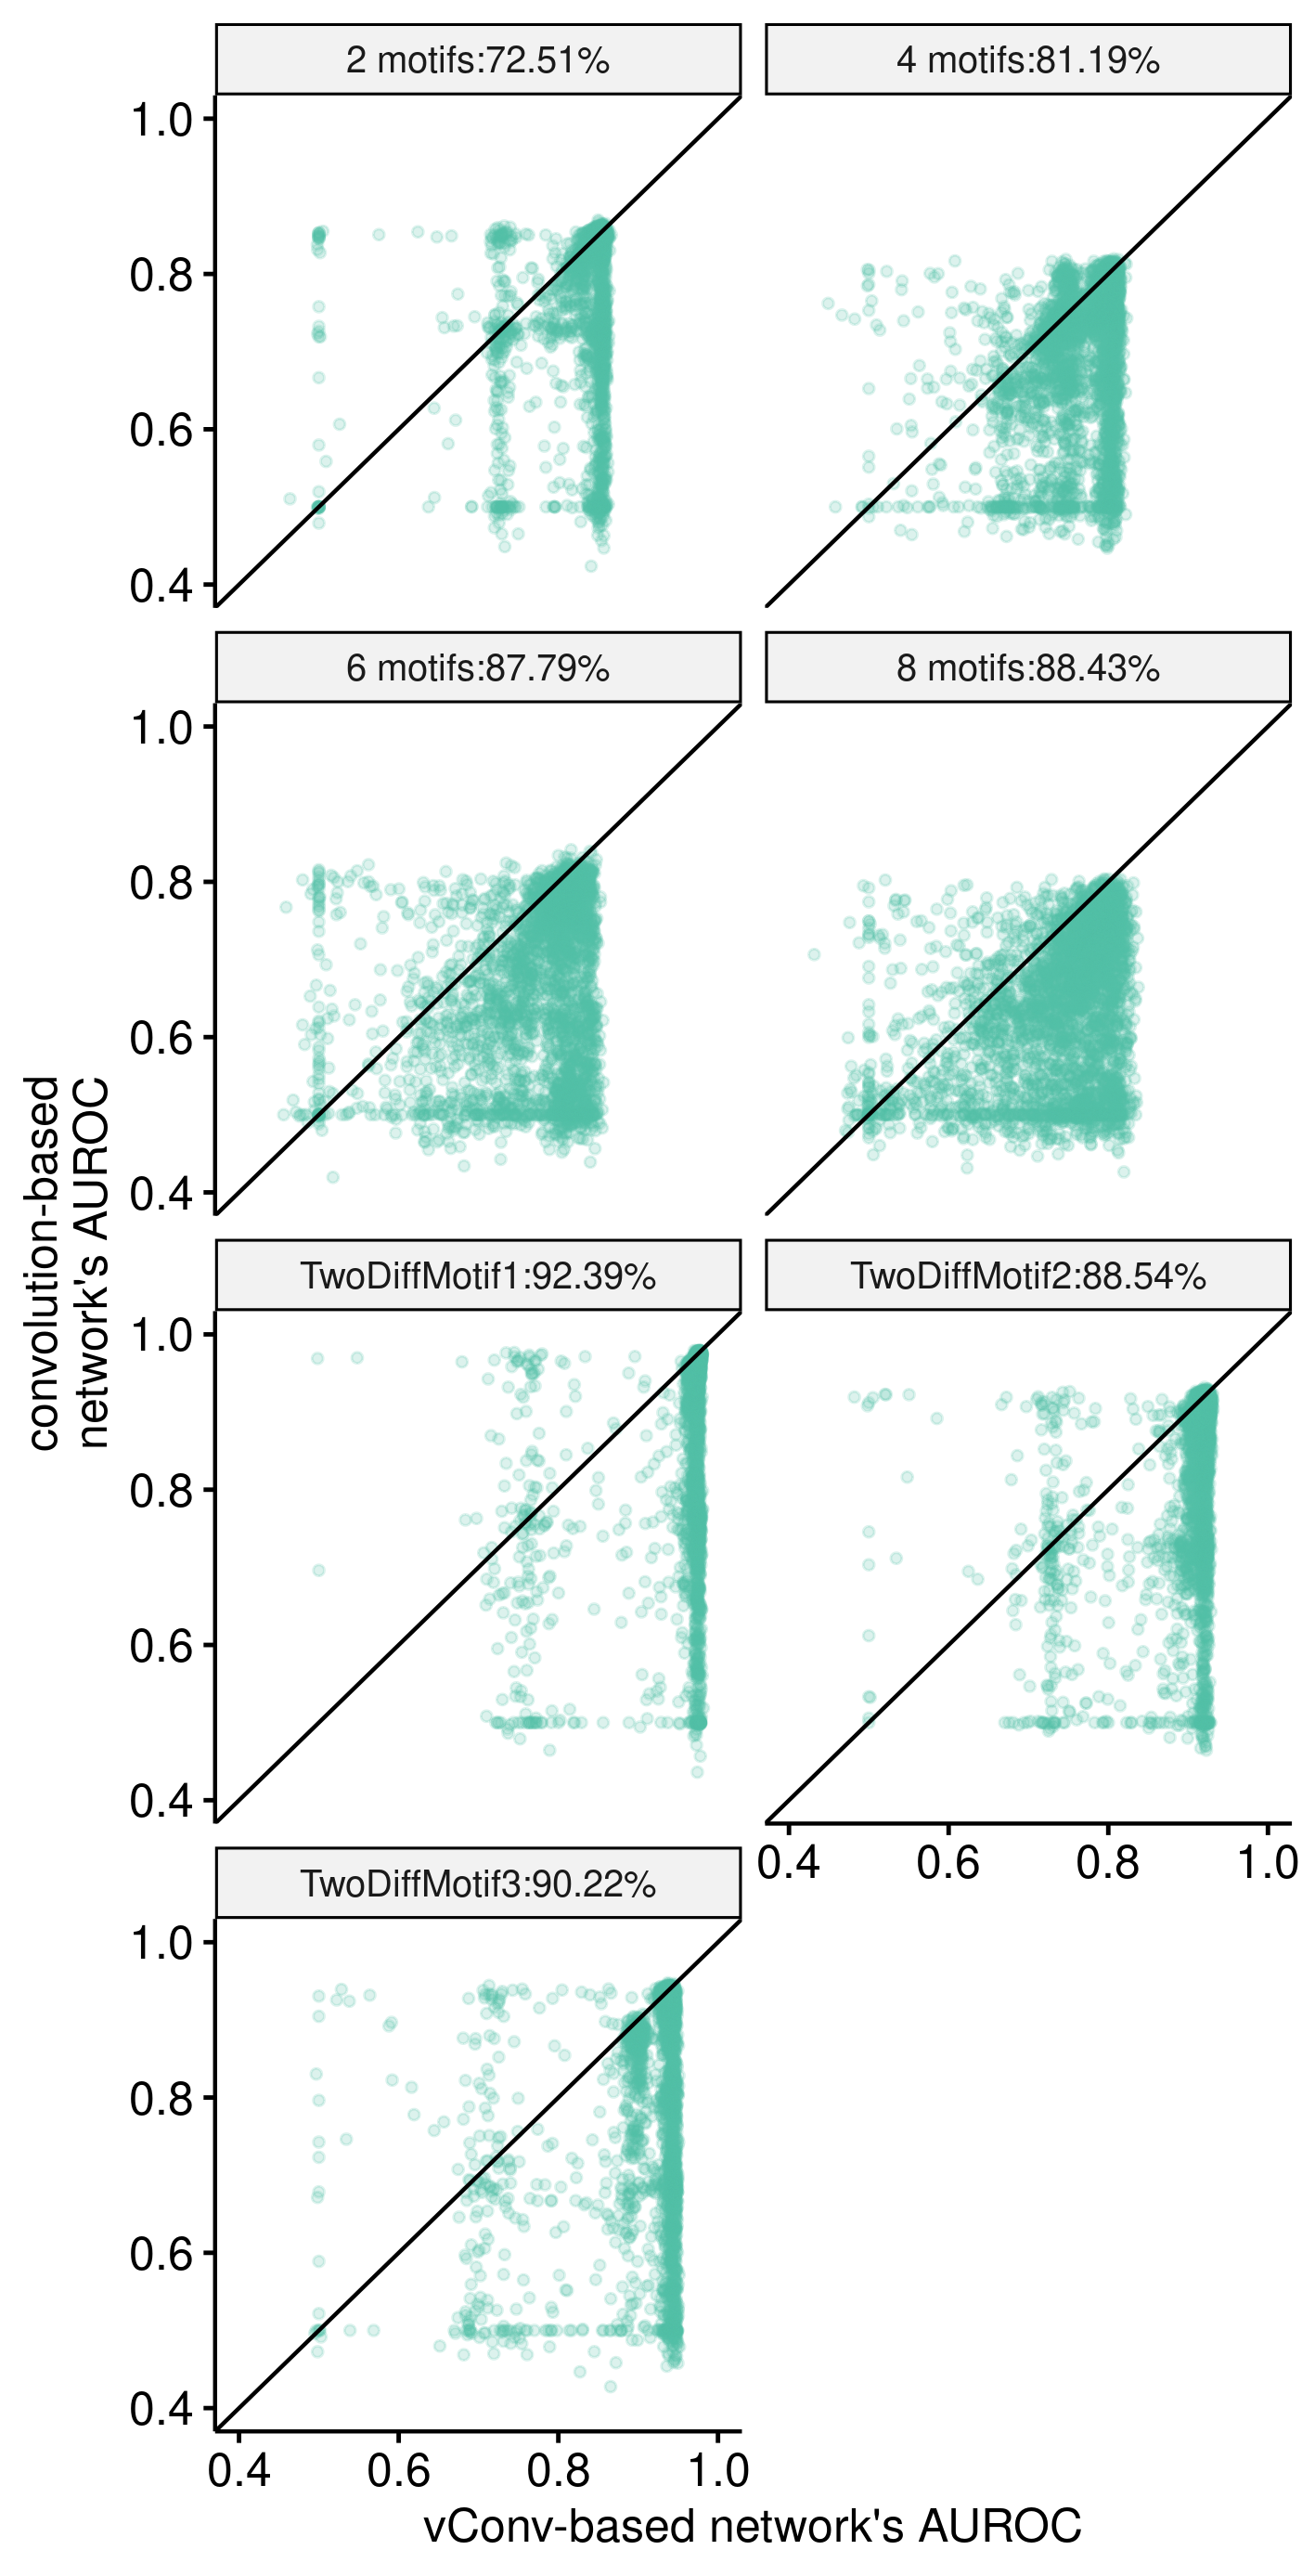 2 motifs:72.51%
4 motifs:81.19%
1.0
0.8
0.6
0.4
6 motifs:87.79%
8 motifs:88.43%
1.0
0.8
0.6
0.4
convolution-based
network's AUROC
TwoDiffMotif1:92.39%
TwoDiffMotif2:88.54%
1.0
0.8
0.6
0.4
0.4 0.6 0.8 1.0
TwoDiffMotif3:90.22%
1.0
0.8
0.6
0.4
0.4 0.6 0.8 1.0
vConv-based network's AUROC